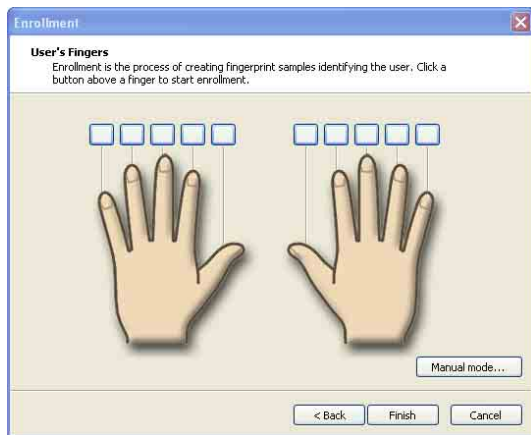 Enrollment
User's Fingers
Enrollment is the process of creating fingerprint samples identifying the user. Click a
button above a finger to start enrollment.
Manual mode...
< Back Finish Cancel